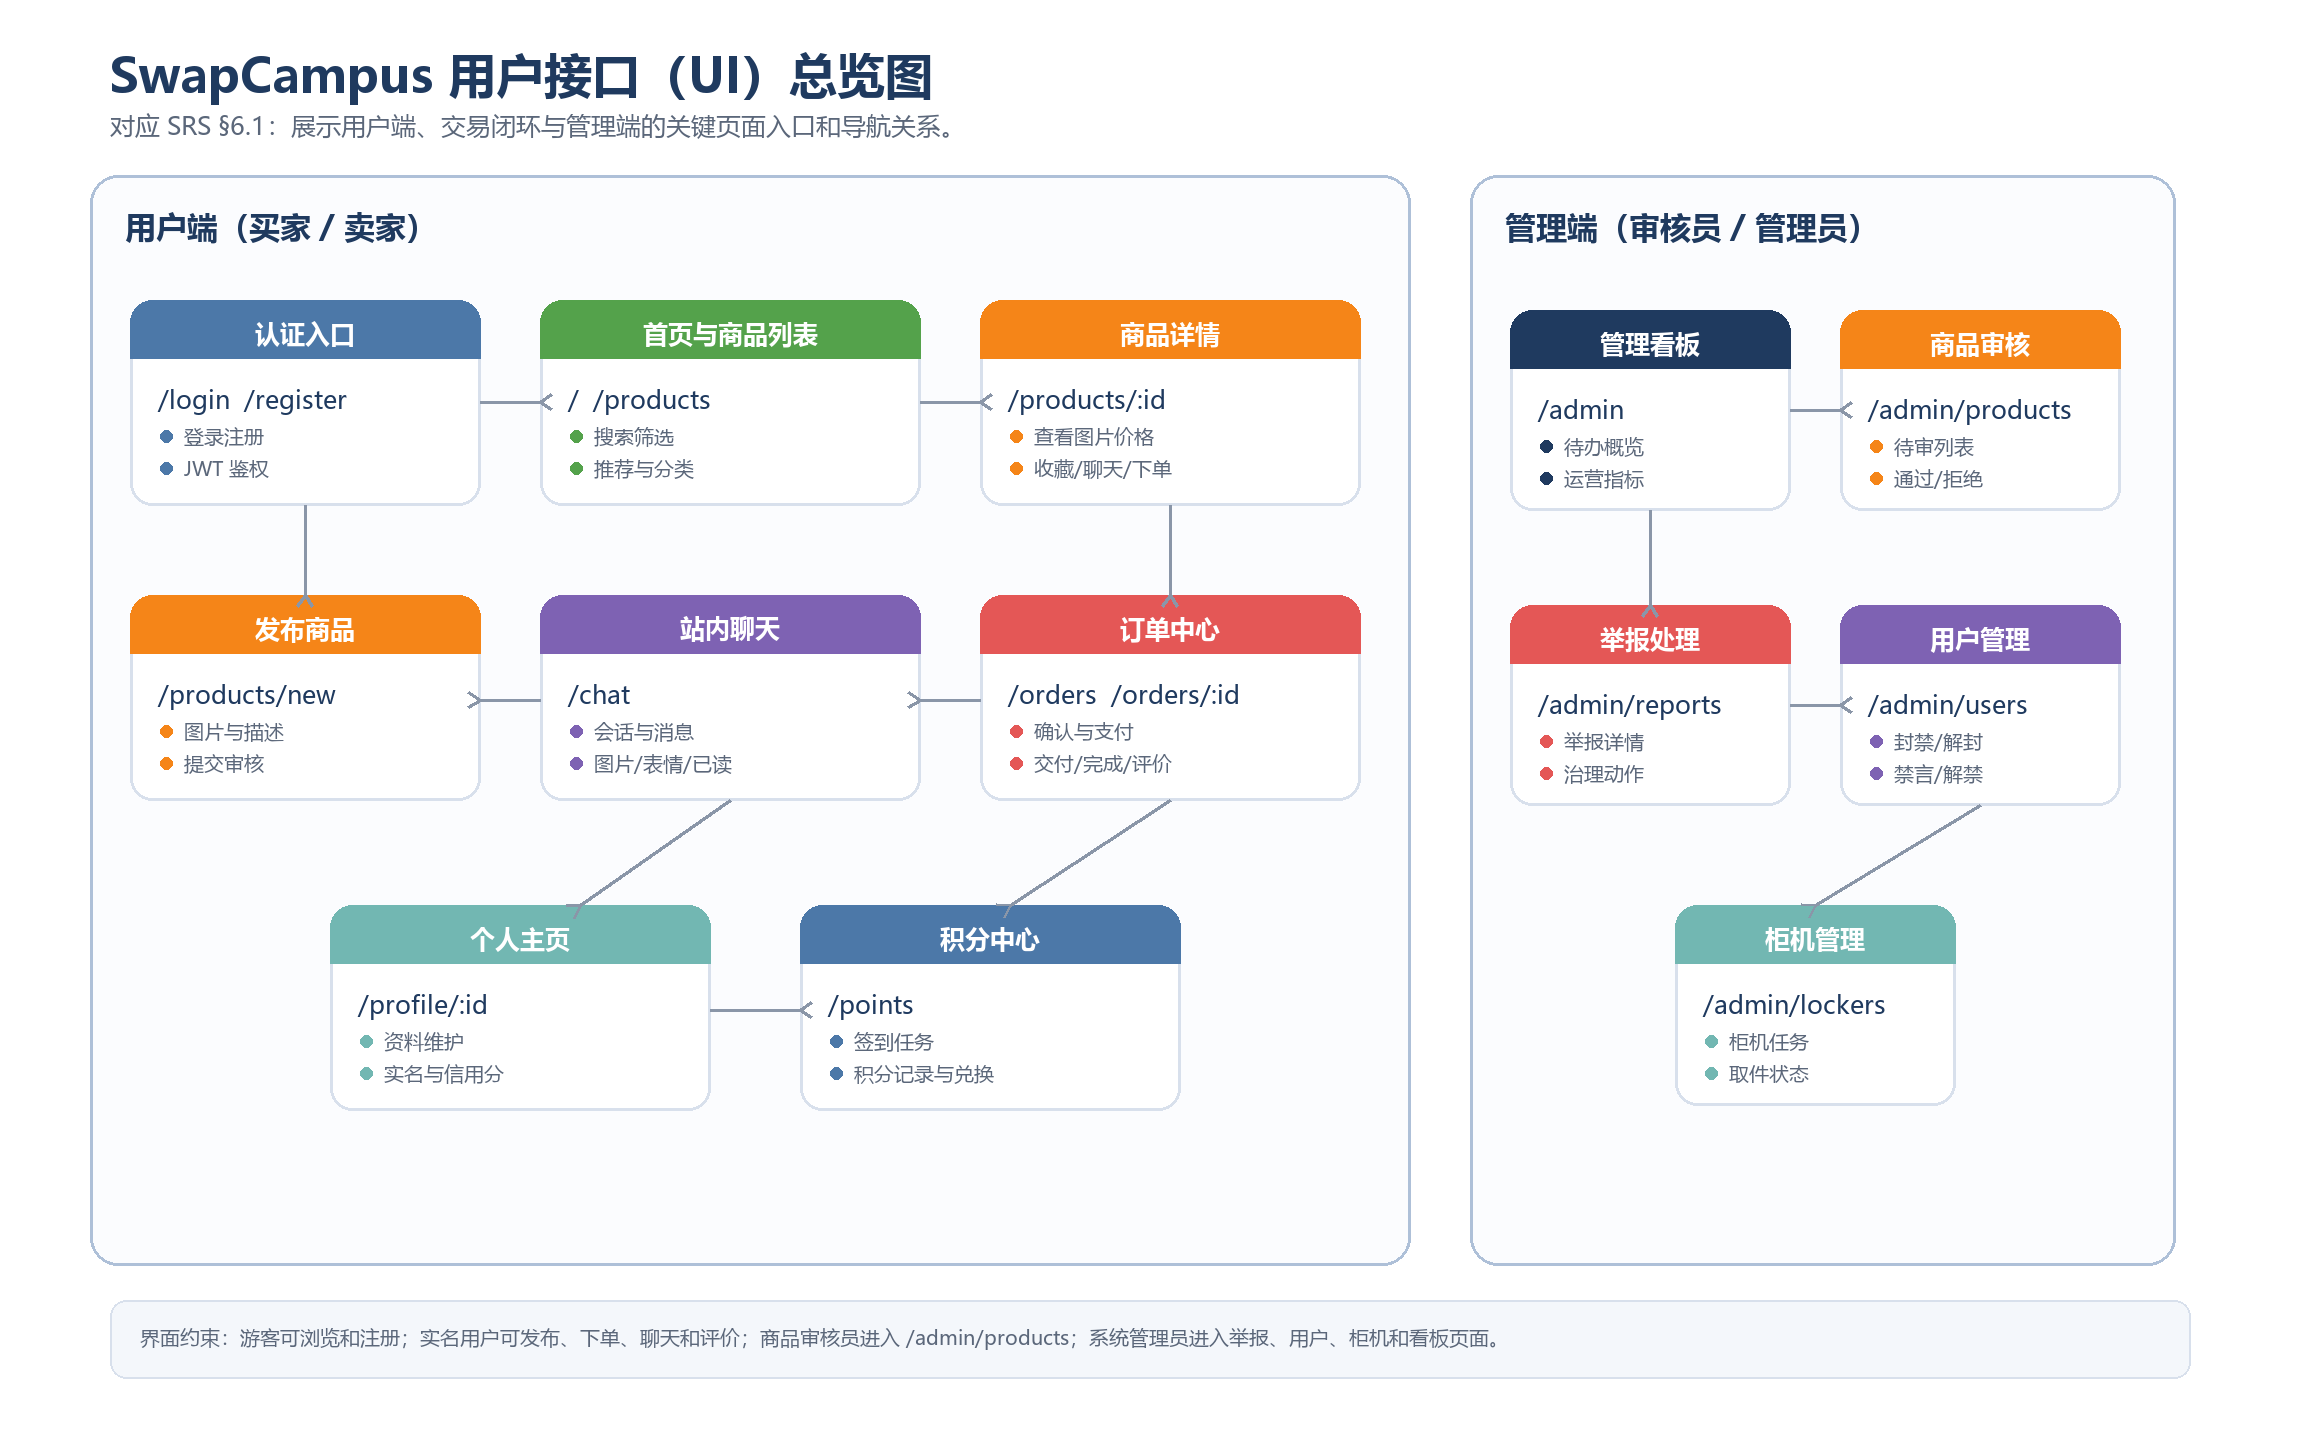 SwapCampus 用户接口（UI）总览图
对应 SRS §6.1：展示用户端、交易闭环与管理端的关键页面入口和导航关系。
用户端（买家 / 卖家）
认证入口
/login /register
登录注册
JWT 鉴权
首页与商品列表
/ /products
搜索筛选
推荐与分类
商品详情
/products/:id
查看图片价格
收藏/聊天/下单
发布商品
/products/new
图片与描述
提交审核
站内聊天
/chat
会话与消息
图片/表情/已读
订单中心
/orders /orders/:id
确认与支付
交付/完成/评价
个人主页
/profile/:id
资料维护
实名与信用分
积分中心
/points
签到任务
积分记录与兑换
管理端（审核员 / 管理员）
管理看板
/admin
待办概览
运营指标
商品审核
/admin/products
待审列表
通过/拒绝
举报处理
/admin/reports
举报详情
治理动作
用户管理
/admin/users
封禁/解封
禁言/解禁
柜机管理
/admin/lockers
柜机任务
取件状态
界面约束：游客可浏览和注册；实名用户可发布、下单、聊天和评价；商品审核员进入 /admin/products；系统管理员进入举报、用户、柜机和看板页面。